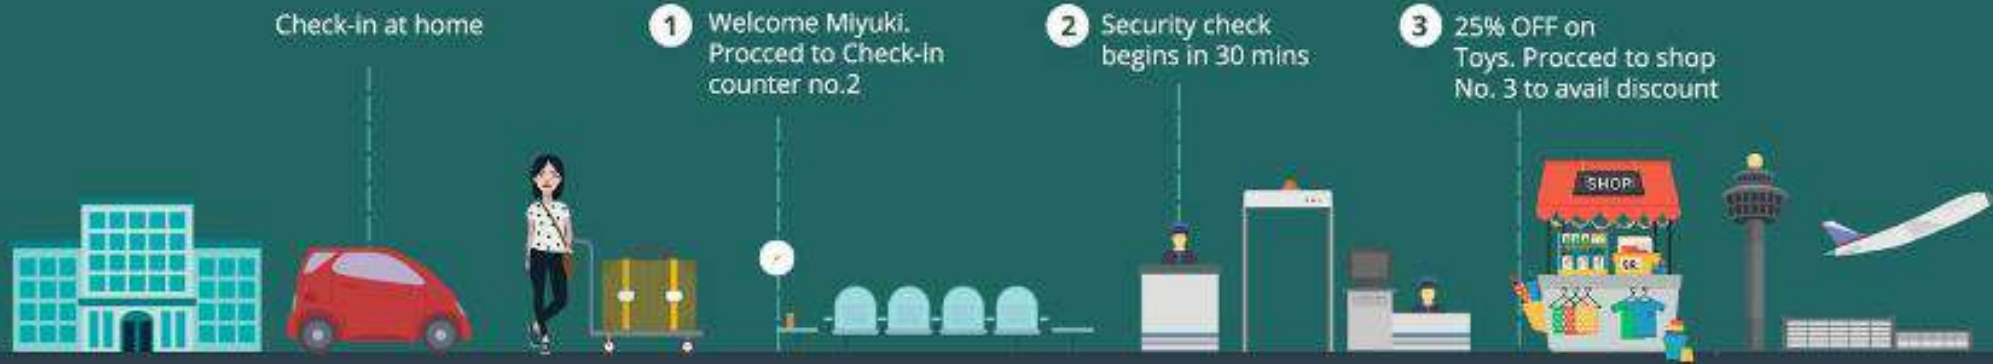 Check-in at home
1
Welcome Miyuki.
Procced to Check-in
counter no.2
2
Security check
begins in 30 mins
3
25% OFF on
Toys. Procced to shop
No. 3 to avail discount
SHOP